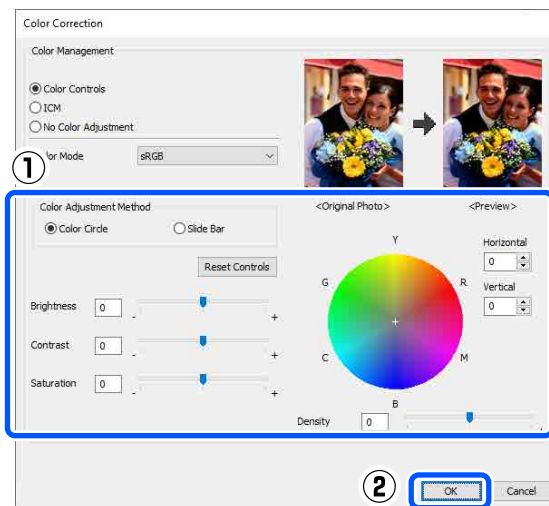 Color Correction
Color Management
Color Controls
ICM
No Color Adjustment
①
or Mode sRGB
Color Adjustment Method
Color Circle Slide Bar
Reset Controls
Brightness 0 - +
Contrast 0 - +
Saturation 0 - +
<Original Photo> <Preview>
Y
G R
C M
B
Horizontal
0
Vertical
0
Density 0
② OK Cancel